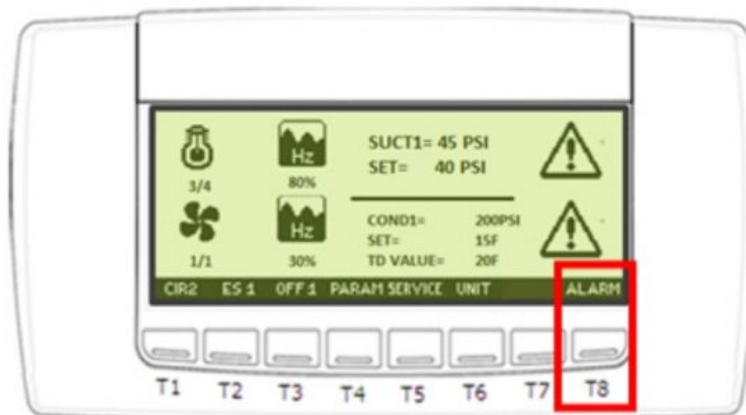 Hz
SUCT1= 45 PSI
SET= 40 PSI
3/4
80%
Hz
COND1= 200PSI
SET= 15F
TD VALUE= 20F
1/1
30%
CIR2 ES 1 OFF 1 PARAM SERVICE UNIT ALARM
T1 T2 T3 T4 T5 T6 T7 T8